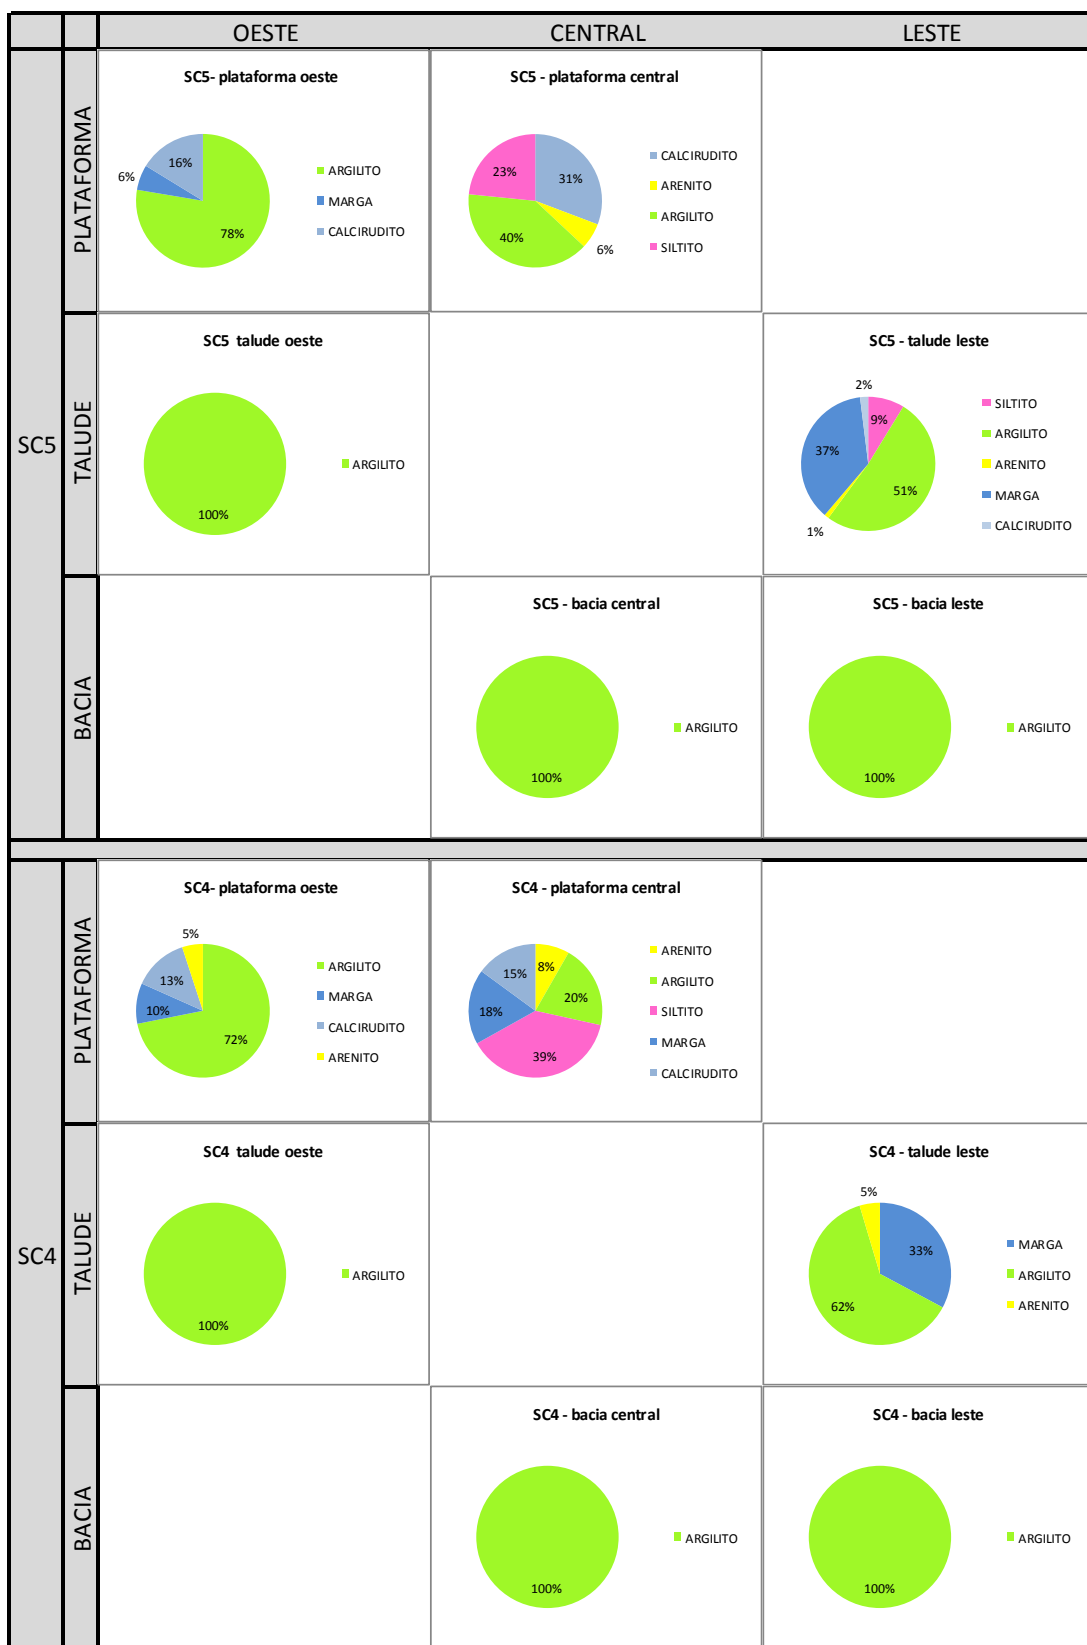 OESTE CENTRAL LESTE
SC5
PLATAFORMA
SC5- plataforma oeste
16%
6%
78%
ARGILITO
MARGA
CALCIRUDITO
SC5 - plataforma central
23%
31%
40%
6%
CALCIRUDITO
ARENITO
ARGILITO
SILTITO
TALUDE
SC5 talude oeste
100%
ARGILITO
SC5 - talude leste
2%
9%
37%
51%
1%
SILTITO
ARGILITO
ARENITO
MARGA
CALCIRUDITO
BACIA
SC5 - bacia central
100%
ARGILITO
SC5 - bacia leste
100%
ARGILITO
SC4
PLATAFORMA
SC4- plataforma oeste
5%
13%
10%
72%
ARGILITO
MARGA
CALCIRUDITO
ARENITO
SC4 - plataforma central
15%
8%
20%
18%
39%
ARENITO
ARGILITO
SILTITO
MARGA
CALCIRUDITO
TALUDE
SC4 talude oeste
100%
ARGILITO
SC4 - talude leste
5%
33%
62%
MARGA
ARGILITO
ARENITO
BACIA
SC4 - bacia central
100%
ARGILITO
SC4 - bacia leste
100%
ARGILITO